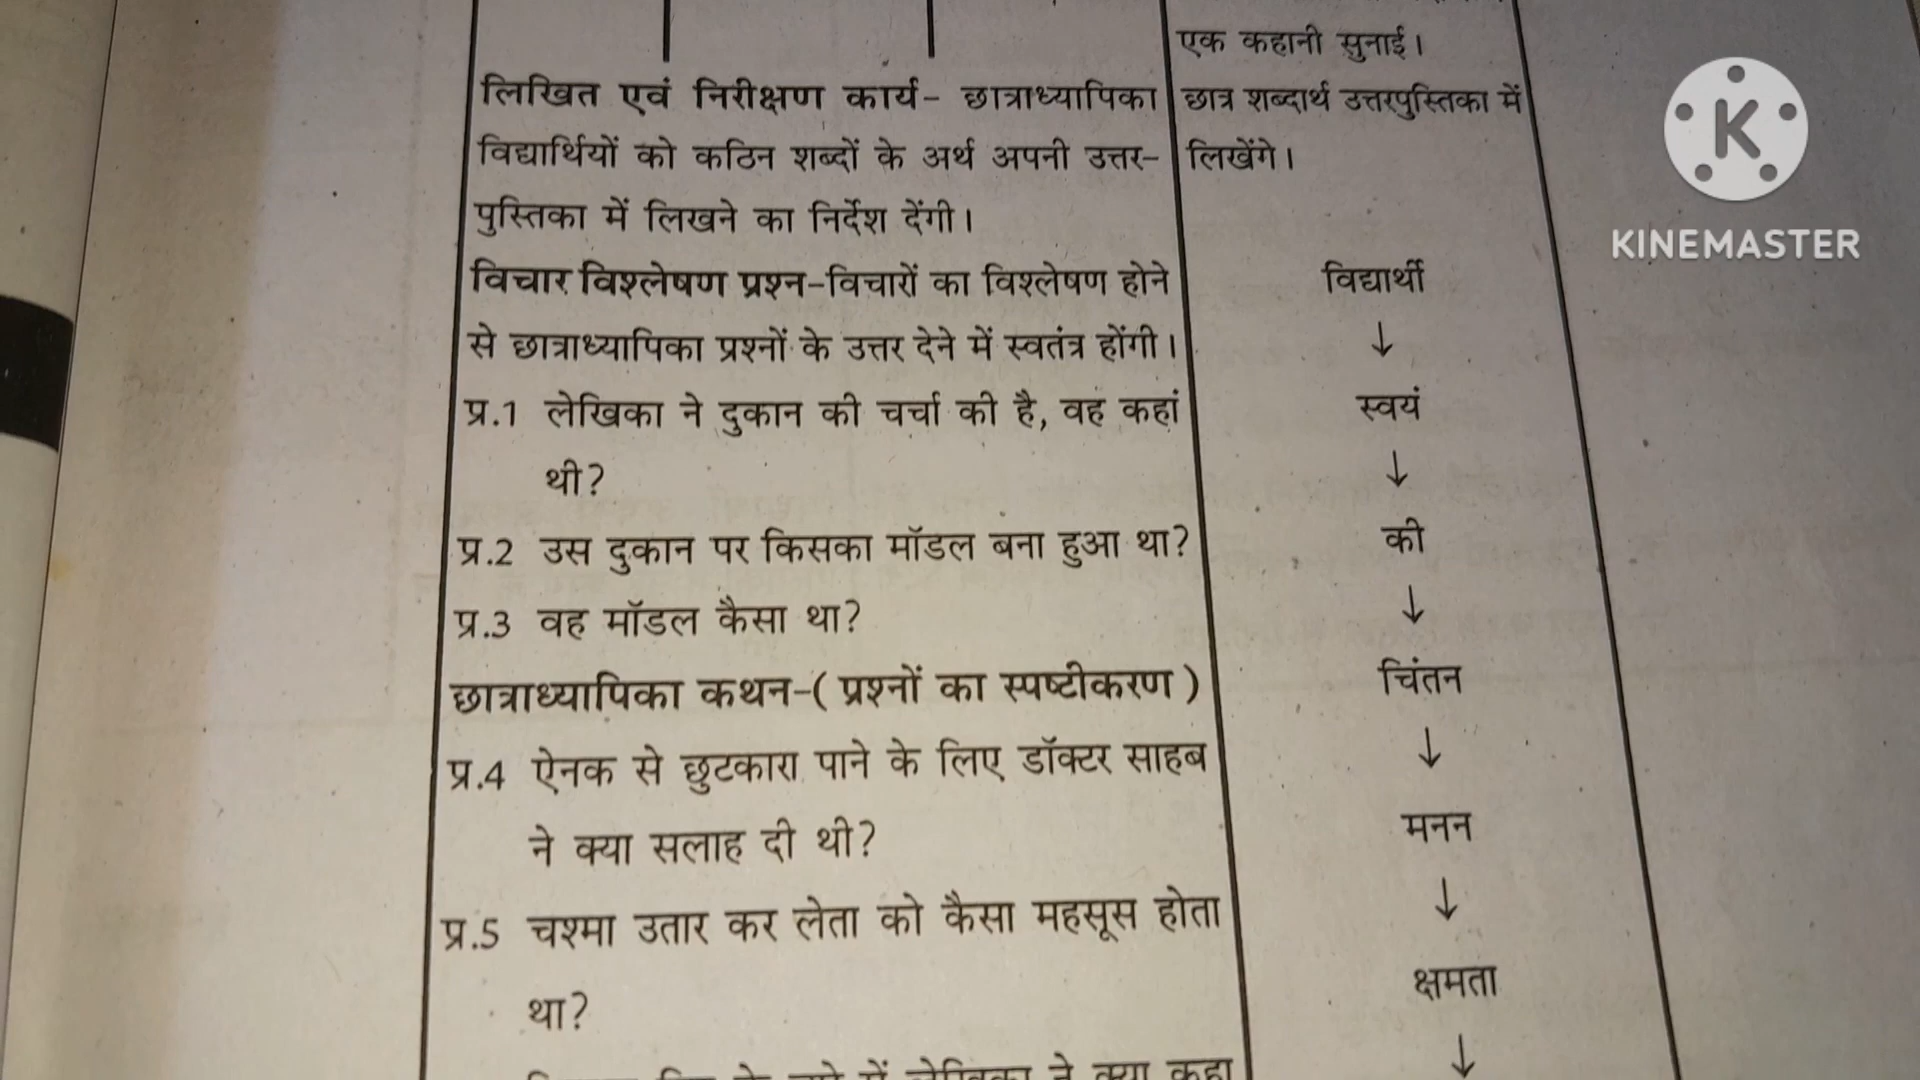 एक कहानी सुनाई।
लिखित एवं निरीक्षण कार्य- छात्राध्यापिका
विद्यार्थियों को कठिन शब्दों के अर्थ अपनी उत्तर-
पुस्तिका में लिखने का निर्देश देंगी।
छात्र शब्दार्थ उत्तरपुस्तिका में
लिखेंगे।
विचार विश्लेषण प्रश्न-विचारों का विश्लेषण होने
से छात्राध्यापिका प्रश्नों के उत्तर देने में स्वतंत्र होंगी।
प्र.1 लेखिका ने दुकान की चर्चा की है, वह कहां
थी?
प्र.2 उस दुकान पर किसका मॉडल बना हुआ था?
प्र.3 वह मॉडल कैसा था?
छात्राध्यापिका कथन-( प्रश्नों का स्पष्टीकरण )
प्र.4 ऐनक से छुटकारा पाने के लिए डॉक्टर साहब
ने क्या सलाह दी थी?
प्र.5 चश्मा उतार कर लेता को कैसा महसूस होता
था?
में लेखिका ने क्या कहा
विद्यार्थी
↓
स्वयं
↓
की
↓
चिंतन
↓
मनन
↓
क्षमता
↓
K
KINEMASTER